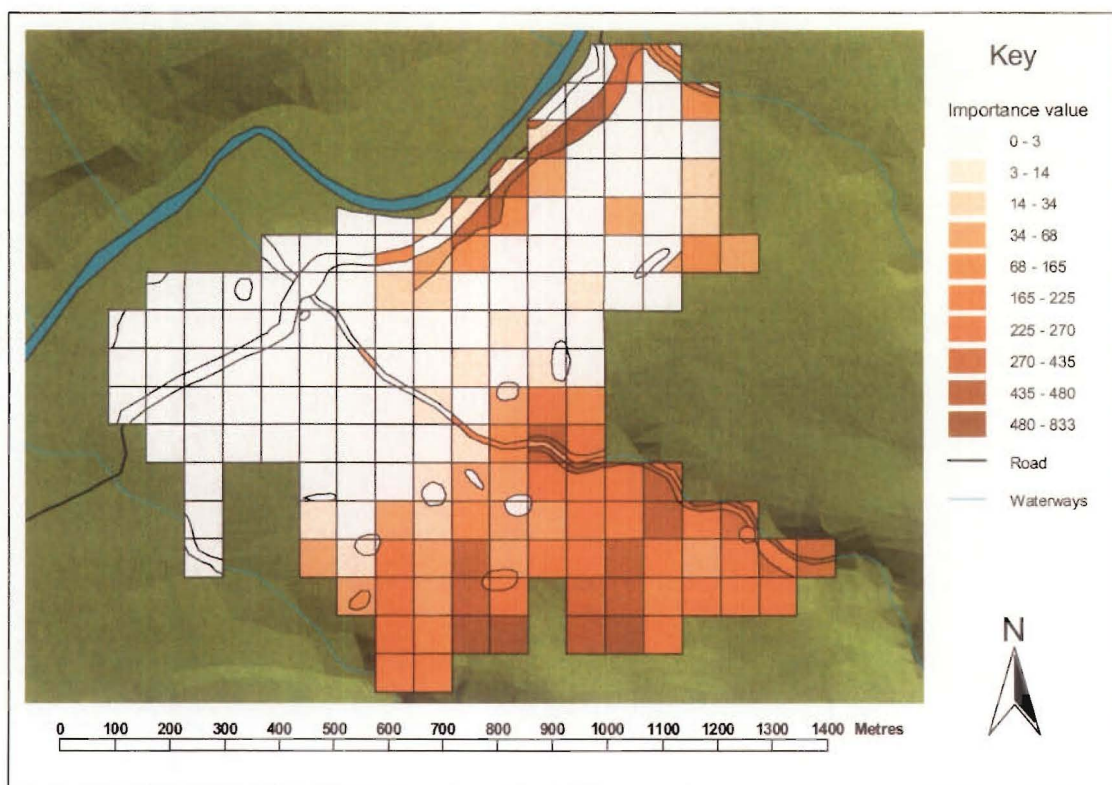 Key
Importance value
0 - 3
3 - 14
14 - 34
34 - 68
68 - 165
165 - 225
225 - 270
270 - 435
435 - 480
480 - 833
Road
Waterways
N
0 100 200 300 400 500 600 700 800 900 1000 1100 1200 1300 1400 Metres